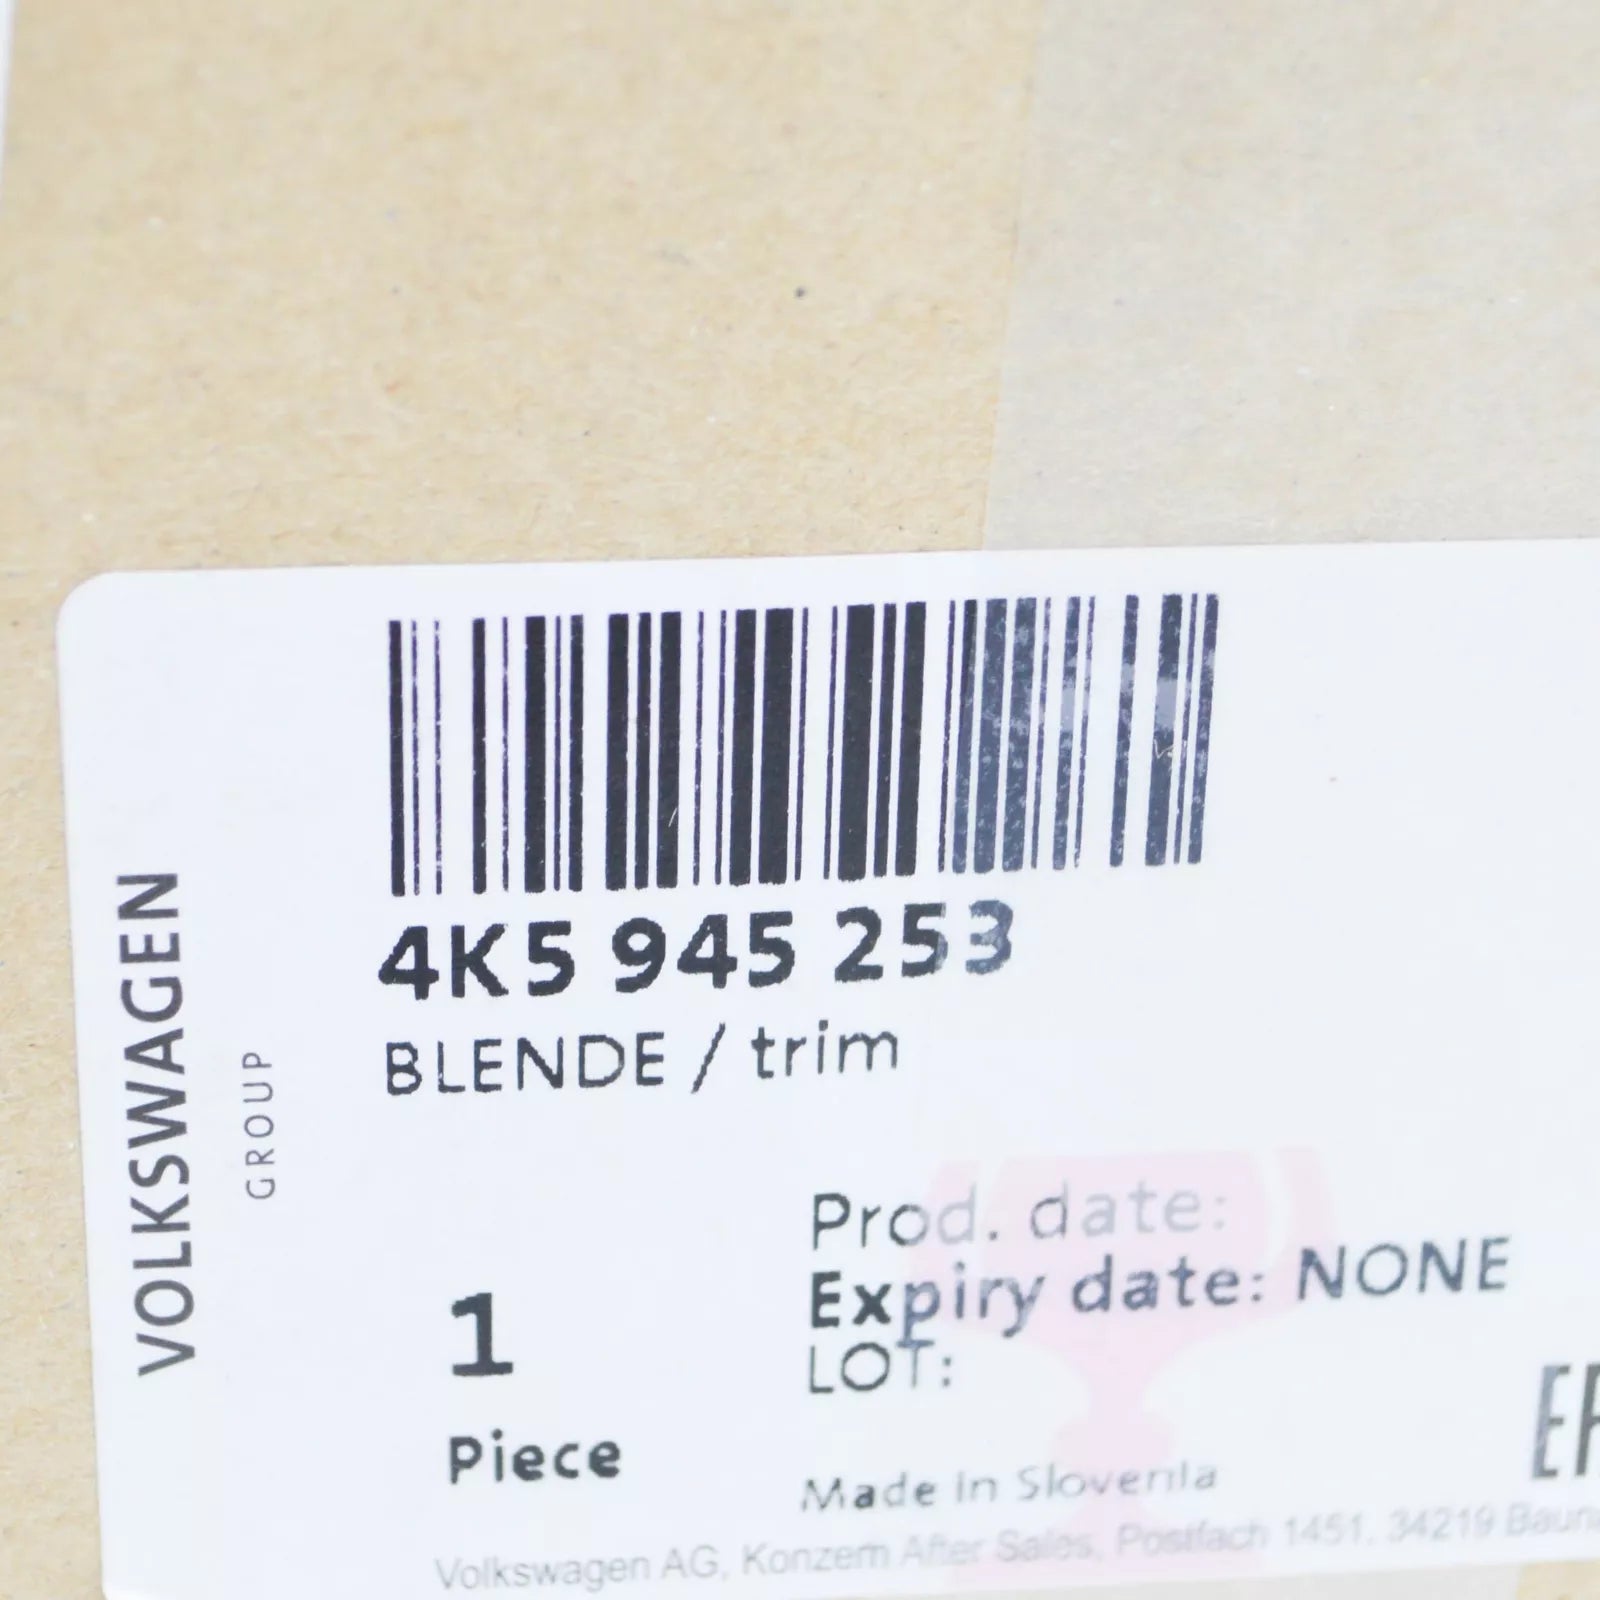 VOLKSWAGEN
GROUP
4K5 945 253
BLENDE / trim
1
Piece
Prod. date:
Expiry date: NONE
LOT:
Made In Slovenia
Volkswagen AG, Konzern After Sales, Postfach 1451, 34219